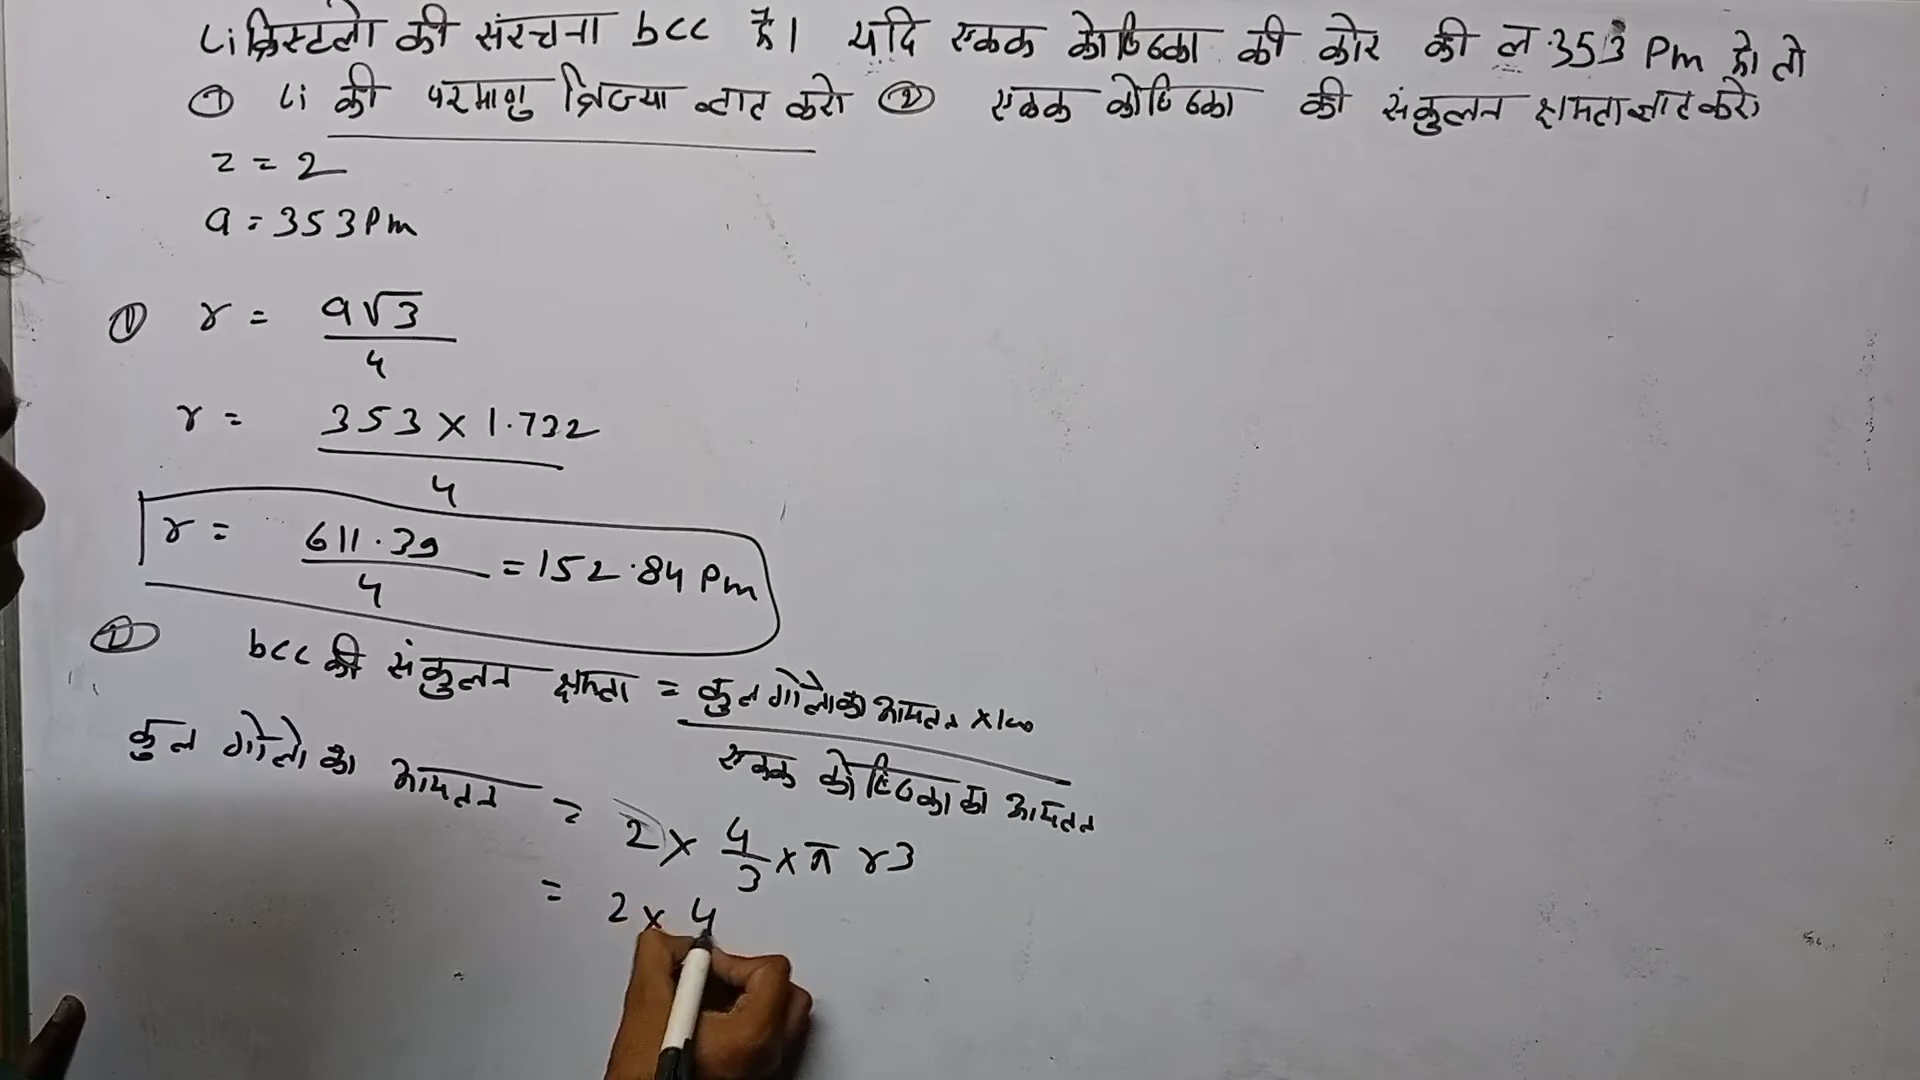 Li क्रिस्टलो की संरचना bcc है। यदि एकक कोष्ठिका की कोर की ल. 353 Pm है। तो
① Li की परमाणु त्रिज्या ज्ञात करो ② एकक कोष्ठिका की संकुलन क्षमता ज्ञात करो
z = 2
a = 353 Pm
① r = a√3 / 4
r = 353 × 1.732 / 4
r = 611.39 / 4 = 152.84 Pm
bcc की संकुलन क्षमता = कुल गोलो का आयतन ×100 / एकक कोष्ठिका का आयतन
कुल गोलो का आयतन = 2 × 4/3 × π r3
= 2 × 4